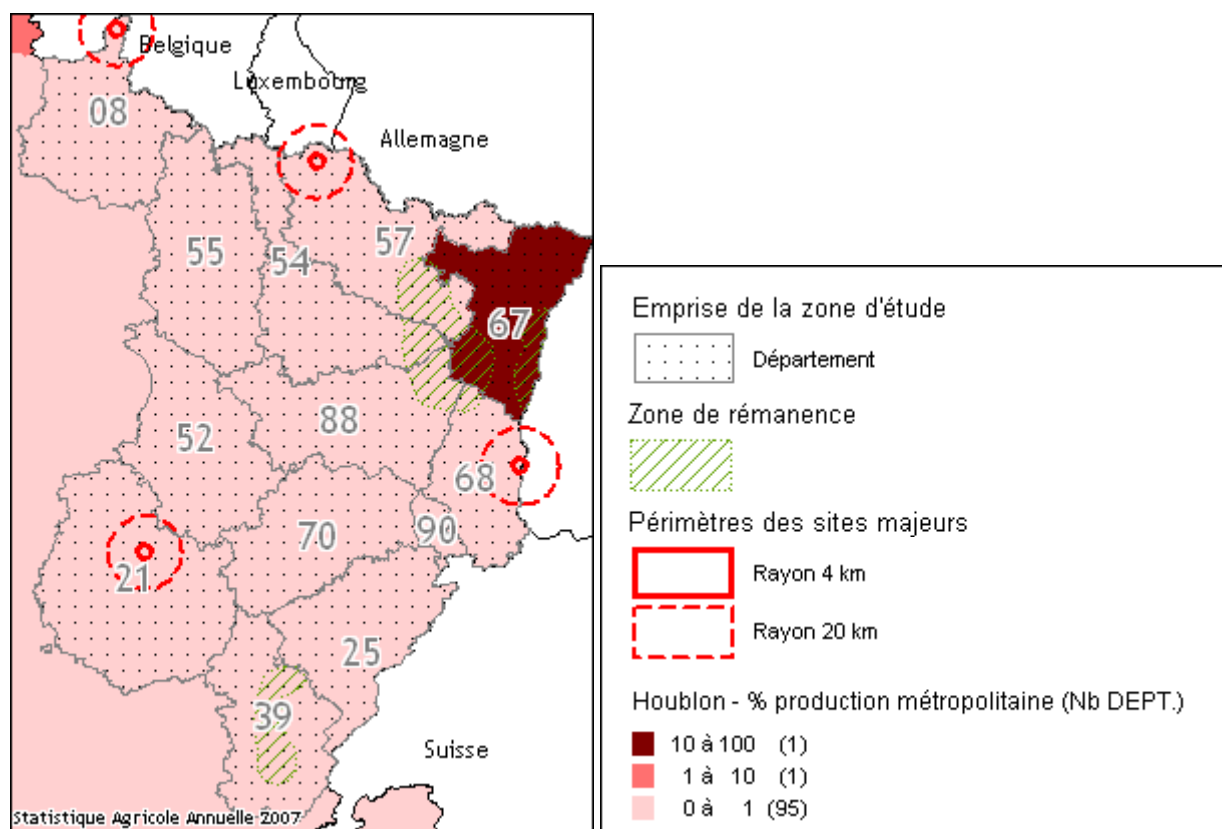 Belgique
Luxembourg
08
Allemagne
55
54
57
67
88
52
68
70
90
21
25
39
Suisse
Statistique Agricole Annuelle 2007
Emprise de la zone d'étude
Département
Zone de rémanence
Périmètres des sites majeurs
Rayon 4 km
Rayon 20 km
Houblon - % production métropolitaine (Nb DEPT.)
10 à 100 (1)
1 à 10 (1)
0 à 1 (95)